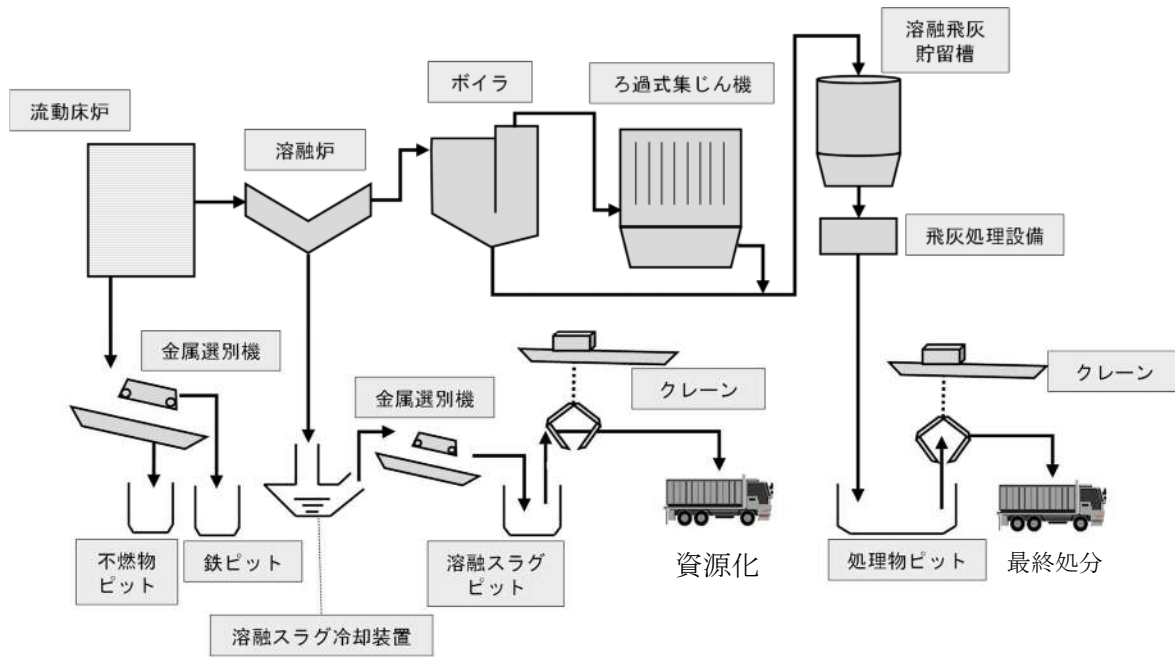 溶融飛灰
貯留槽
ボイラ
ろ過式集じん機
流動床炉
溶融炉
飛灰処理設備
金属選別機
クレーン
クレーン
金属選別機
不燃物
ピット
鉄ピット
溶融スラグ
ピット
資源化
処理物ピット
最終処分
溶融スラグ冷却装置